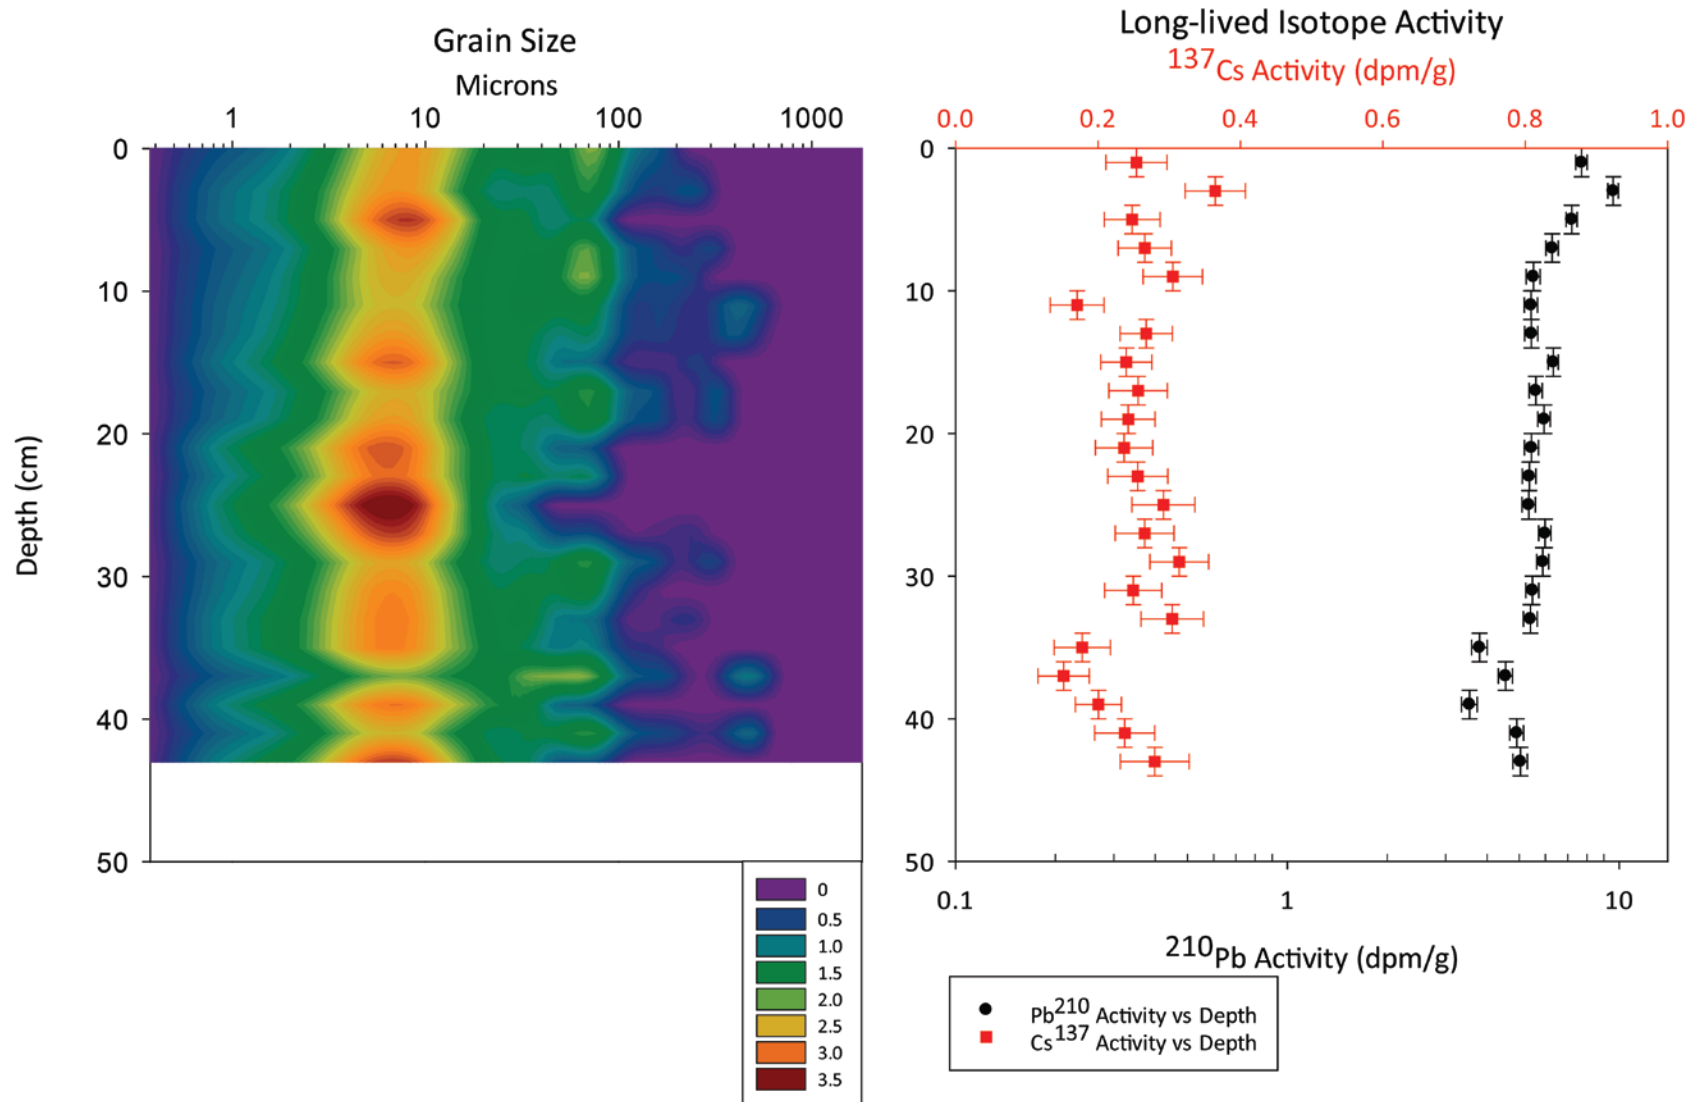 Grain Size
Microns
1 10 100 1000
0
10
20
30
40
50
Depth (cm)
0
0.5
1.0
1.5
2.0
2.5
3.0
3.5
Long-lived Isotope Activity
137Cs Activity (dpm/g)
0.0 0.2 0.4 0.6 0.8 1.0
0
10
20
30
40
50
0.1 1 10
210Pb Activity (dpm/g)
Pb210 Activity vs Depth
Cs137 Activity vs Depth